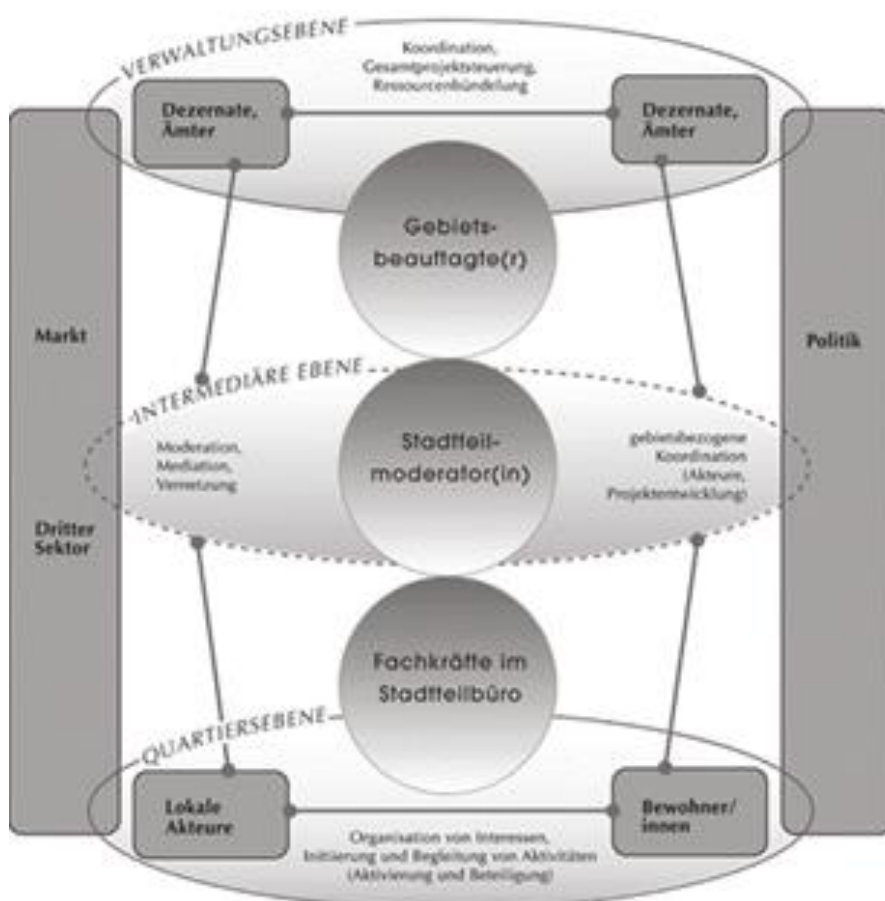 VERWALTUNGSEBENE
Koordination,
Gesamtprojektsteuerung,
Ressourcenbündelung
Dezernate,
Ämter
Dezernate,
Ämter
Gebiets-
beauftagte(r)
Markt
Politik
INTERMEDIÄRE EBENE
Moderation,
Mediation,
Vernetzung
Stadtteil-
moderator(in)
gebietsbezogene
Koordination
(Akteure,
Projektentwicklung)
Dritter
Sektor
Fachkräfte im
Stadtteilbüro
QUARTIERSEBENE
Lokale
Akteure
Bewohner/
innen
Organisation von Interessen,
Initiierung und Begleitung von Aktivitäten
(Aktivierung und Beteiligung)